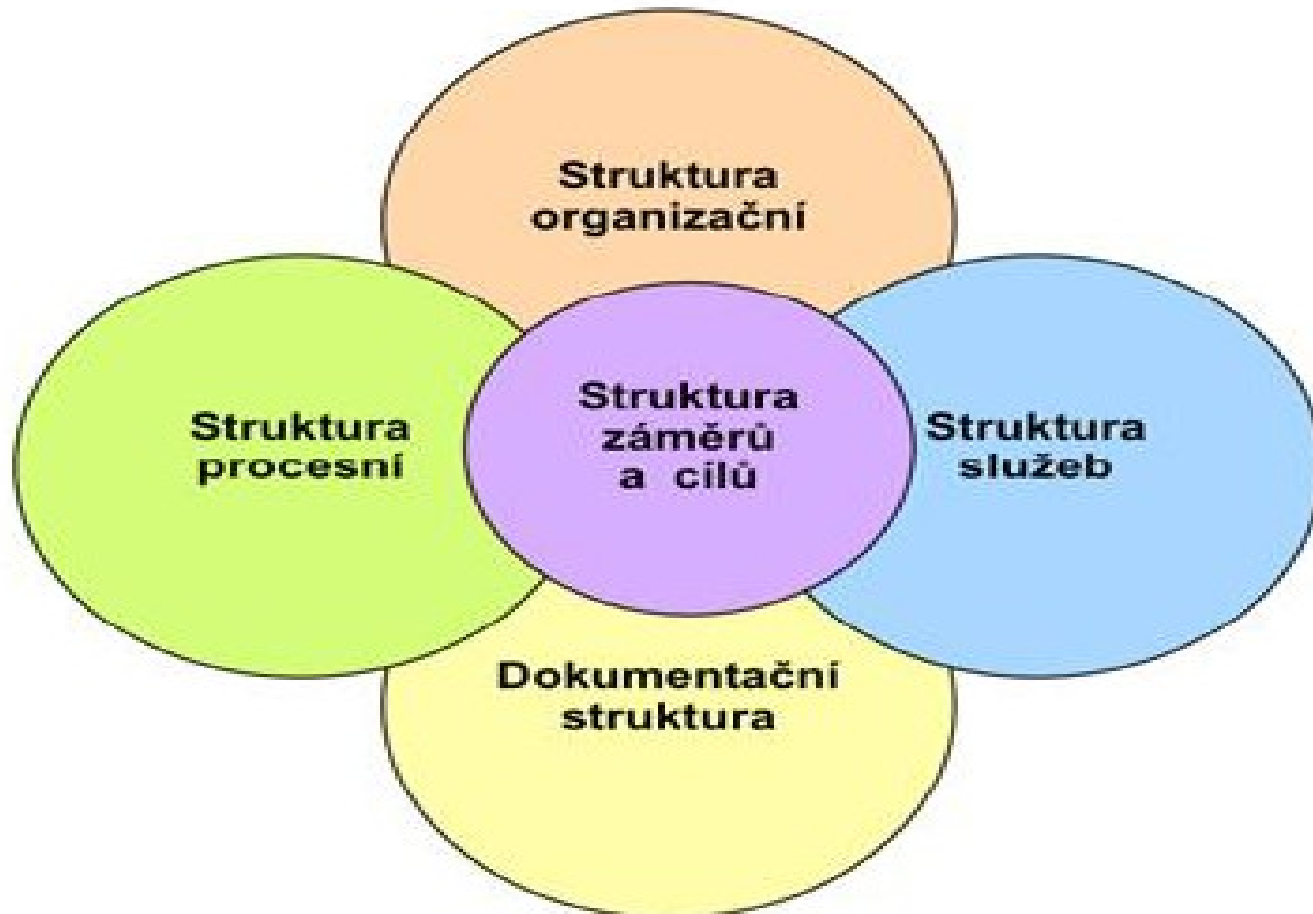 Struktura
organizační
Struktura
procesní
Struktura
záměrů
a cílů
Struktura
služeb
Dokumentační
struktura